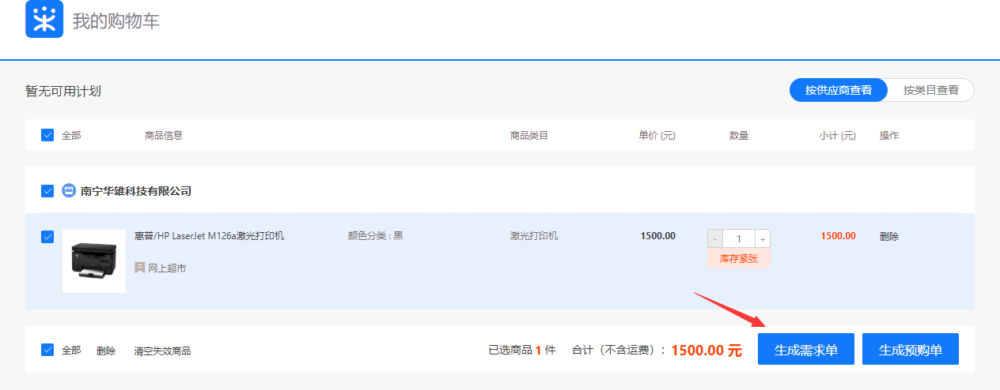 我的购物车
暂无可用计划
按供应商查看 按类目查看
全部 商品信息 商品类目 单价 (元) 数量 小计 (元) 操作
南宁华雄科技有限公司
惠普/HP LaserJet M126a激光打印机 颜色分类 : 黑 激光打印机 1500.00 - 1 + 1500.00 删除
库存紧张
网上超市
全部 删除 清空失效商品 已选商品 1 件 合计（不含运费）: 1500.00 元 生成需求单 生成预购单